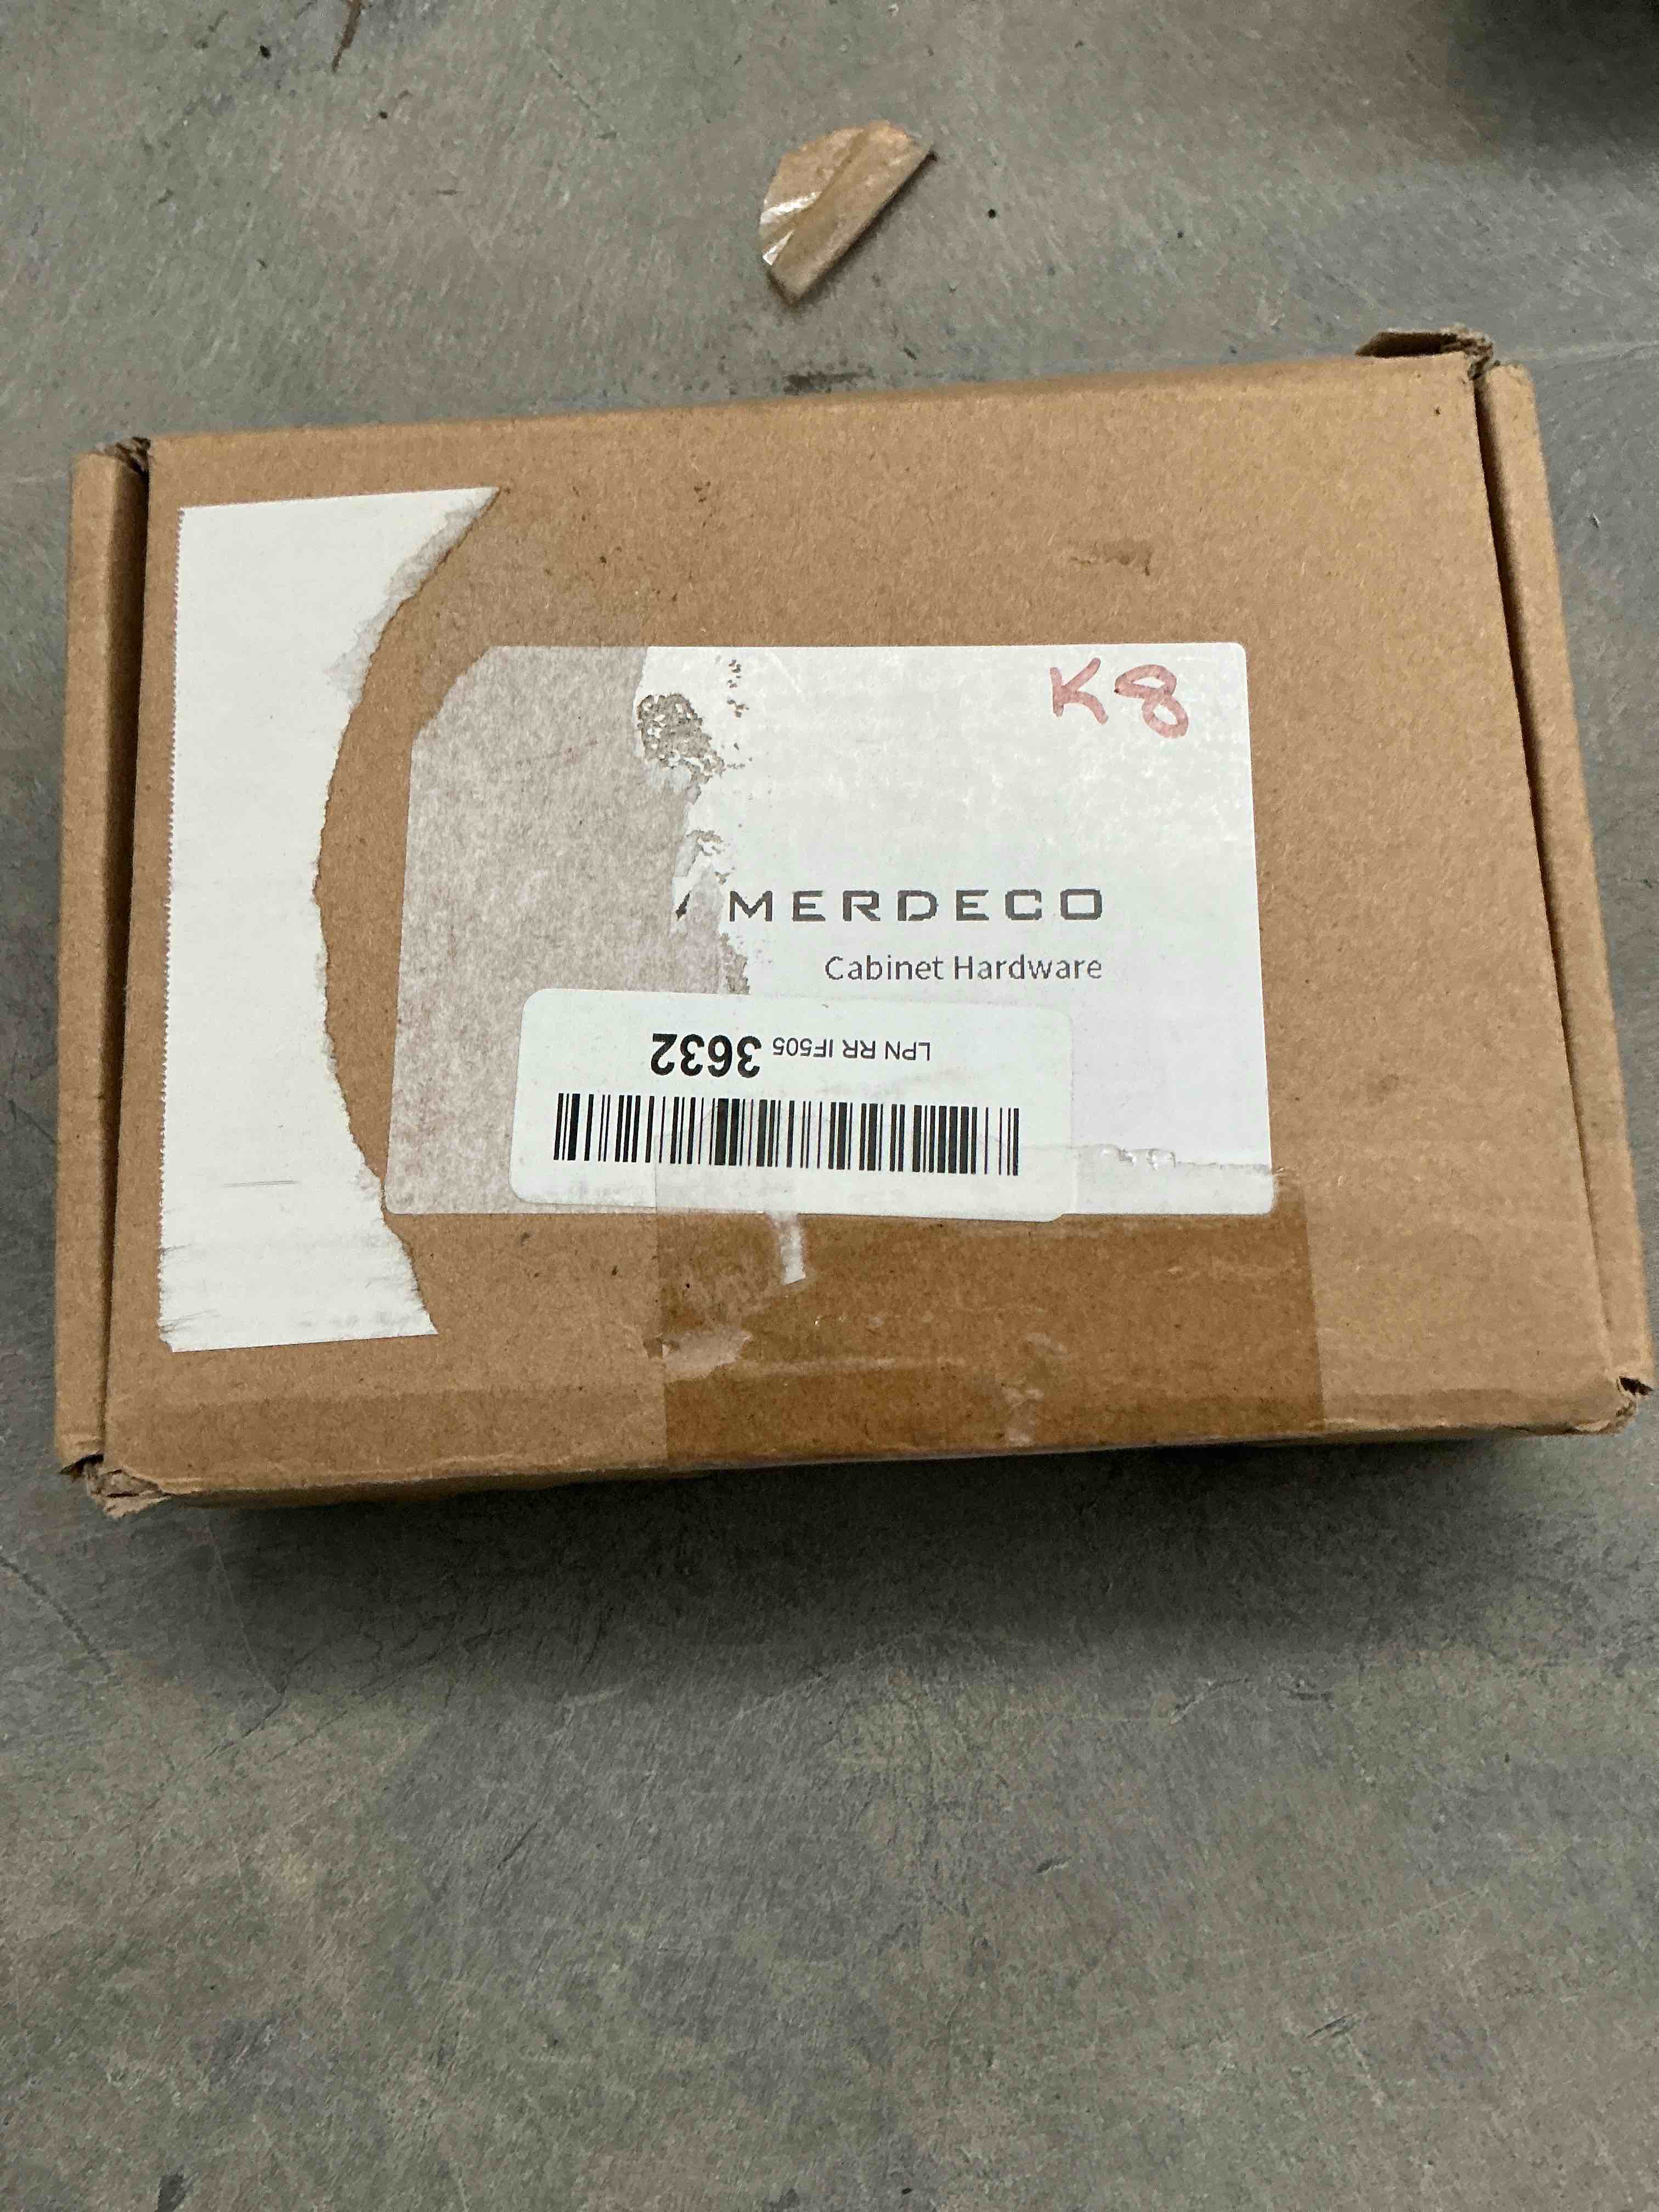 K8
MERDECO
Cabinet Hardware
LPN RR IF505 3632